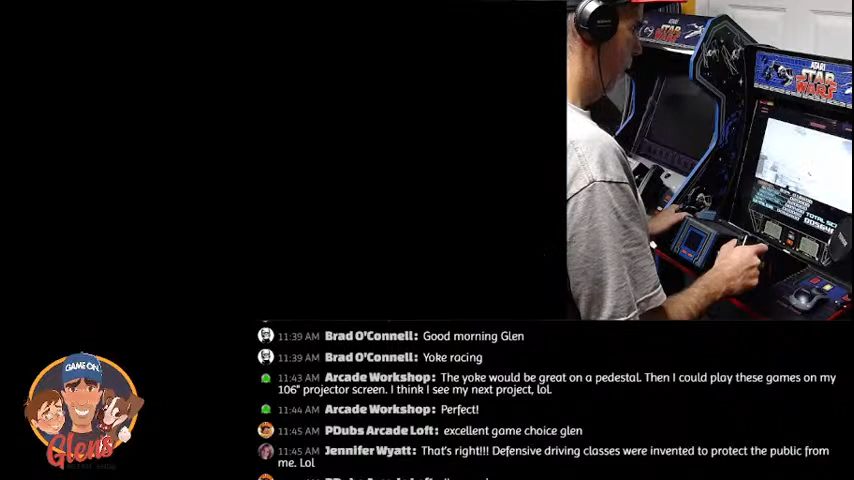 ATARI
STAR
WARS
ATARI
STAR
WARS
TOTAL SC
11:39 AM Brad O'Connell: Good morning Glen
11:39 AM Brad O'Connell: Yoke racing
11:43 AM Arcade Workshop: The yoke would be great on a pedestal. Then I could play these games on my
106" projector screen. I think I see my next project, lol.
11:44 AM Arcade Workshop: Perfect!
11:45 AM PDubs Arcade Loft: excellent game choice glen
11:45 AM Jennifer Wyatt: That's right!!! Defensive driving classes were invented to protect the public from
me. Lol
GAME ON
Glens